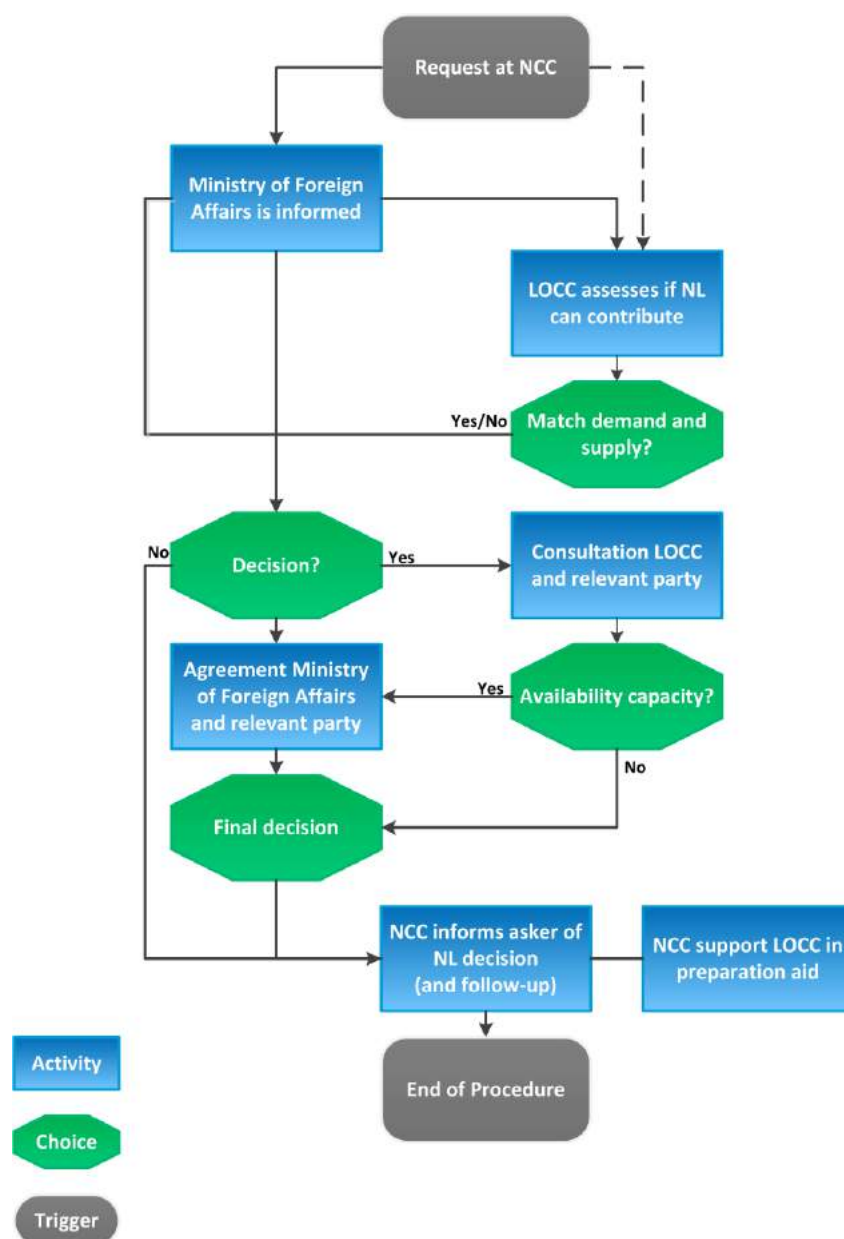 Request at NCC
Ministry of Foreign
Affairs is informed
LOCC assesses if NL
can contribute
Yes/No
Match demand and
supply?
No
Decision?
Yes
Consultation LOCC
and relevant party
Agreement Ministry
of Foreign Affairs
and relevant party
Yes
Availability capacity?
No
Final decision
NCC informs asker of
NL decision
(and follow-up)
NCC support LOCC in
preparation aid
Activity
End of Procedure
Choice
Trigger